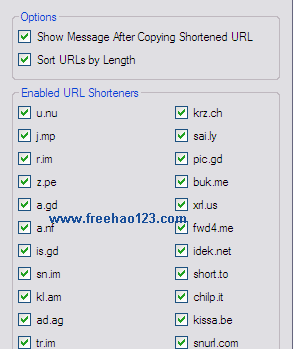 Options
Show Message After Copying Shortened URL
Sort URLs by Length
Enabled URL Shorteners
u.nu krz.ch
j.mp sai.ly
r.im pic.gd
z.pe buk.me
a.gd xrl.us
www.freehao123.com
a.nf fwd4.me
is.gd idek.net
sn.im short.to
kl.am chilp.it
ad.ag kissa.be
tr.im snurl.com